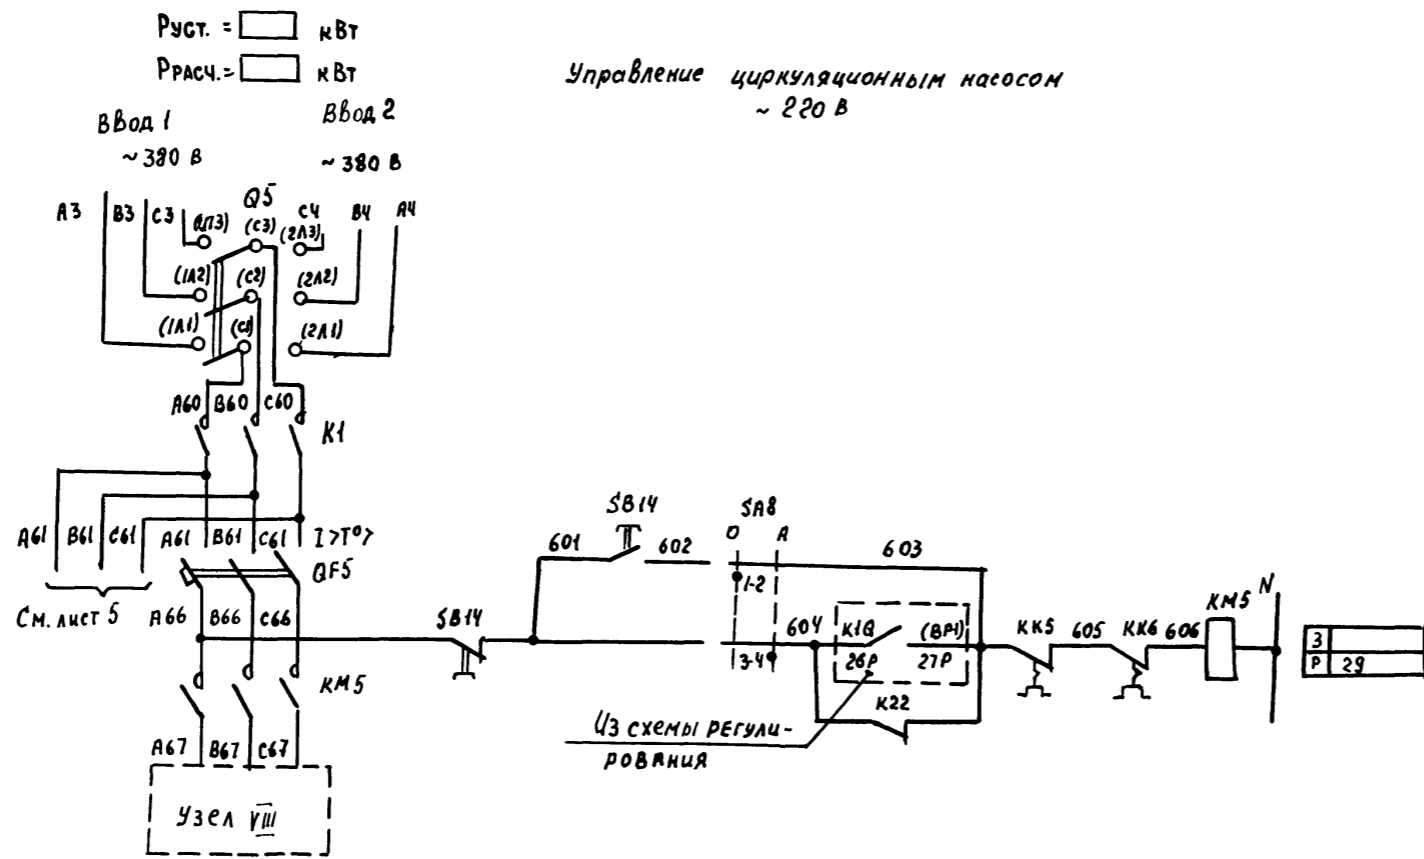 Руст. = кВт
Ррасч. = кВт
Управление циркуляционным насосом
~ 220 В
Ввод 1
~ 380 В
Ввод 2
~ 380 В
А3 В3 С3 Q5 С4 В4 А4
(1Л3) (С3) (2Л3)
(1Л2) (С2) (2Л2)
(1Л1) (С1) (2Л1)
А60 В60 С60
К1
А61 В61 С61 А61 В61 С61 I>T°>
QF5
См. лист 5
А66 В66 С66
SB14
КМ5
А67 В67 С67
Узел VIII
SB14
601 602
SA8
О А
603
1-2
3-4
604
К1Q (ВР1)
26Р 27Р
К22
Из схемы регули-
рования
КК5 605 КК6 606 КМ5 N
З
Р 29